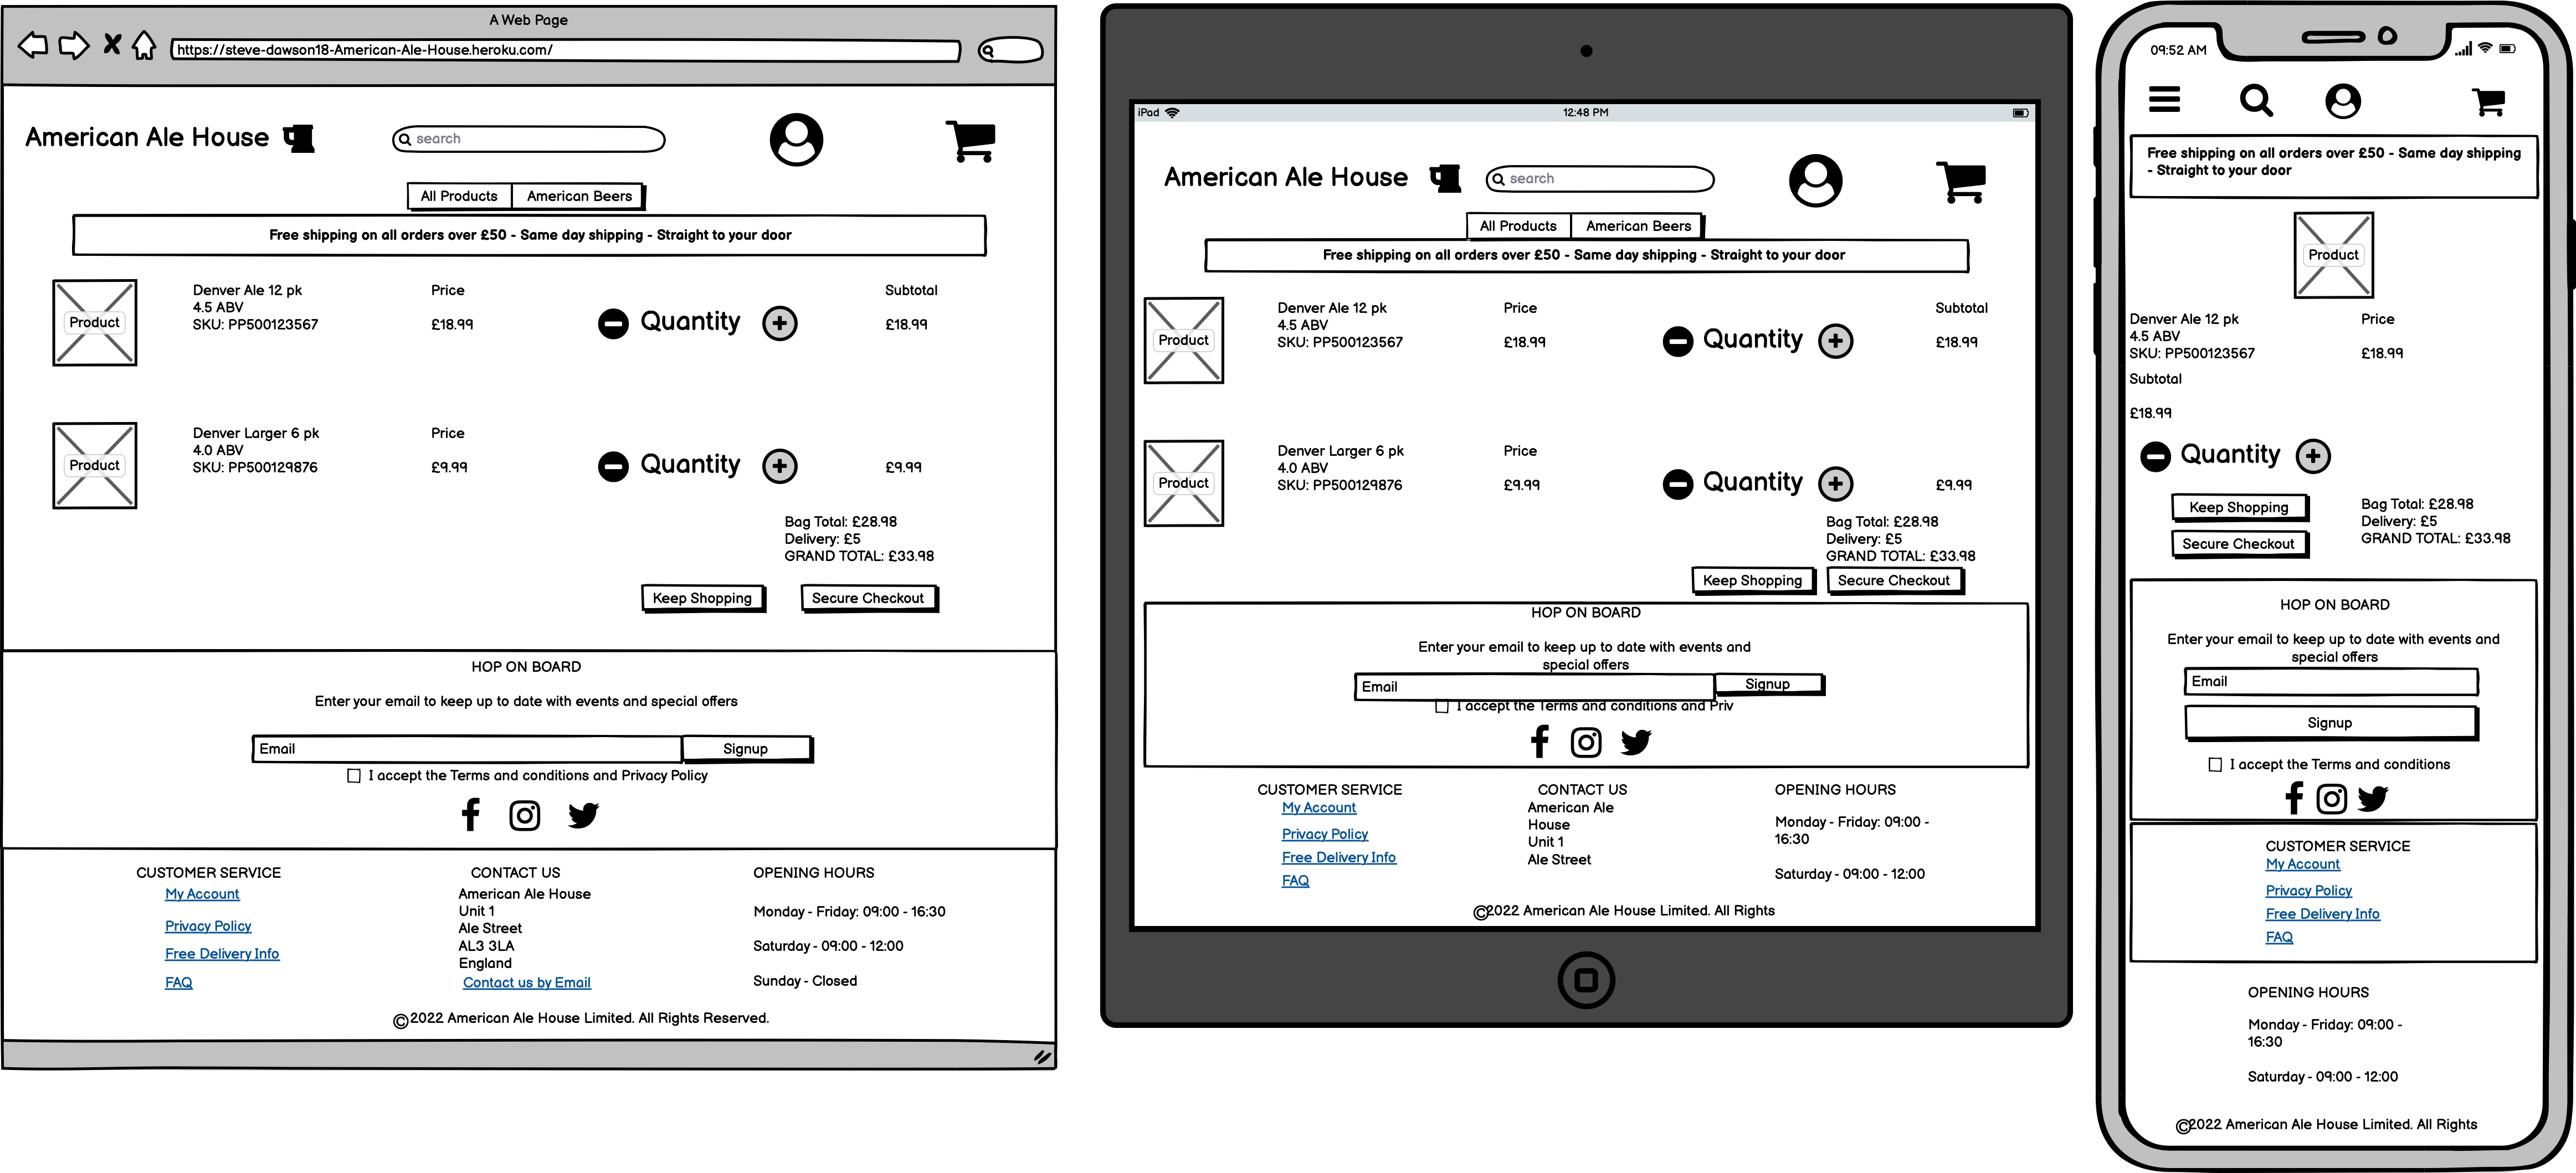 A Web Page
https://steve-dawson18-American-Ale-House.heroku.com/
American Ale House
search
All Products
American Beers
Free shipping on all orders over £50 - Same day shipping - Straight to your door
Product
Denver Ale 12 pk
4.5 ABV
SKU: PP500123567
Price
£18.99
Quantity
Subtotal
£18.99
Product
Denver Larger 6 pk
4.0 ABV
SKU: PP500129876
Price
£9.99
Quantity
£9.99
Bag Total: £28.98
Delivery: £5
GRAND TOTAL: £33.98
Keep Shopping
Secure Checkout
HOP ON BOARD
Enter your email to keep up to date with events and special offers
Email
Signup
I accept the Terms and conditions and Privacy Policy
CUSTOMER SERVICE
My Account
Privacy Policy
Free Delivery Info
FAQ
CONTACT US
American Ale House
Unit 1
Ale Street
AL3 3LA
England
Contact us by Email
OPENING HOURS
Monday - Friday: 09:00 - 16:30
Saturday - 09:00 - 12:00
Sunday - Closed
©2022 American Ale House Limited. All Rights Reserved.
iPad
12:48 PM
American Ale House
search
All Products
American Beers
Free shipping on all orders over £50 - Same day shipping - Straight to your door
Product
Denver Ale 12 pk
4.5 ABV
SKU: PP500123567
Price
£18.99
Quantity
Subtotal
£18.99
Product
Denver Larger 6 pk
4.0 ABV
SKU: PP500129876
Price
£9.99
Quantity
£9.99
Bag Total: £28.98
Delivery: £5
GRAND TOTAL: £33.98
Keep Shopping
Secure Checkout
HOP ON BOARD
Enter your email to keep up to date with events and
special offers
Email
Signup
I accept the Terms and conditions and Priv
CUSTOMER SERVICE
My Account
Privacy Policy
Free Delivery Info
FAQ
CONTACT US
American Ale
House
Unit 1
Ale Street
OPENING HOURS
Monday - Friday: 09:00 -
16:30
Saturday - 09:00 - 12:00
©2022 American Ale House Limited. All Rights
09:52 AM
Free shipping on all orders over £50 - Same day shipping
- Straight to your door
Product
Denver Ale 12 pk
4.5 ABV
SKU: PP500123567
Price
£18.99
Subtotal
£18.99
Quantity
Keep Shopping
Secure Checkout
Bag Total: £28.98
Delivery: £5
GRAND TOTAL: £33.98
HOP ON BOARD
Enter your email to keep up to date with events and
special offers
Email
Signup
I accept the Terms and conditions
CUSTOMER SERVICE
My Account
Privacy Policy
Free Delivery Info
FAQ
OPENING HOURS
Monday - Friday: 09:00 -
16:30
Saturday - 09:00 - 12:00
©2022 American Ale House Limited. All Rights